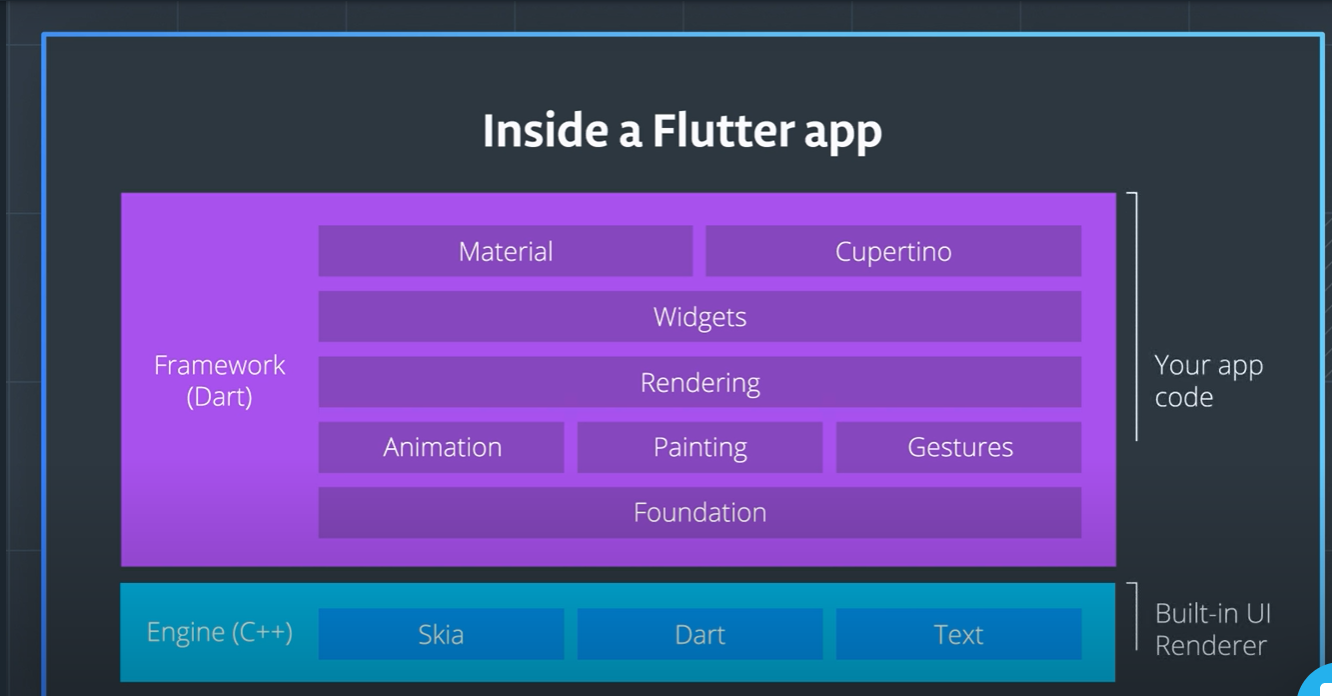 Inside a Flutter app
Material
Cupertino
Widgets
Framework
(Dart)
Rendering
Your app
code
Animation
Painting
Gestures
Foundation
Engine (C++)
Skia
Dart
Text
Built-in UI
Renderer